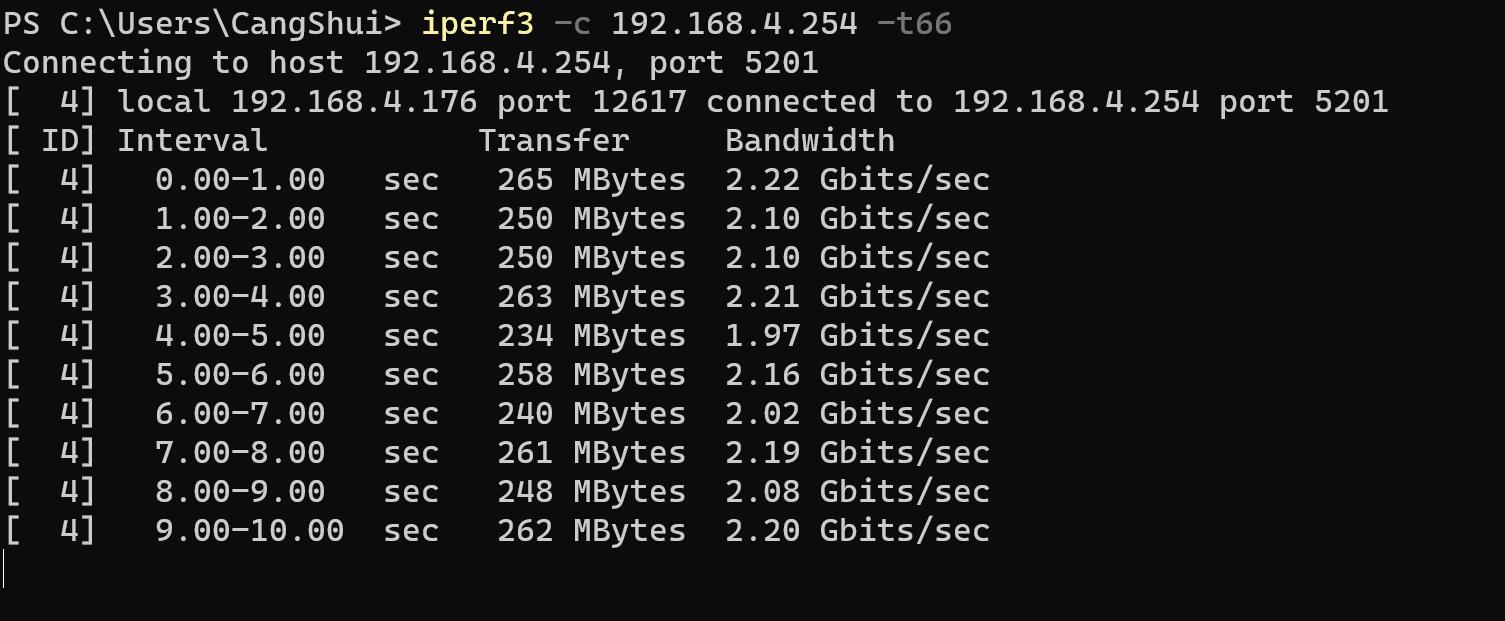 PS C:\Users\CangShui> iperf3 -c 192.168.4.254 -t66
Connecting to host 192.168.4.254, port 5201
[  4] local 192.168.4.176 port 12617 connected to 192.168.4.254 port 5201
[ ID] Interval           Transfer     Bandwidth
[  4]   0.00-1.00   sec   265 MBytes  2.22 Gbits/sec
[  4]   1.00-2.00   sec   250 MBytes  2.10 Gbits/sec
[  4]   2.00-3.00   sec   250 MBytes  2.10 Gbits/sec
[  4]   3.00-4.00   sec   263 MBytes  2.21 Gbits/sec
[  4]   4.00-5.00   sec   234 MBytes  1.97 Gbits/sec
[  4]   5.00-6.00   sec   258 MBytes  2.16 Gbits/sec
[  4]   6.00-7.00   sec   240 MBytes  2.02 Gbits/sec
[  4]   7.00-8.00   sec   261 MBytes  2.19 Gbits/sec
[  4]   8.00-9.00   sec   248 MBytes  2.08 Gbits/sec
[  4]   9.00-10.00  sec   262 MBytes  2.20 Gbits/sec